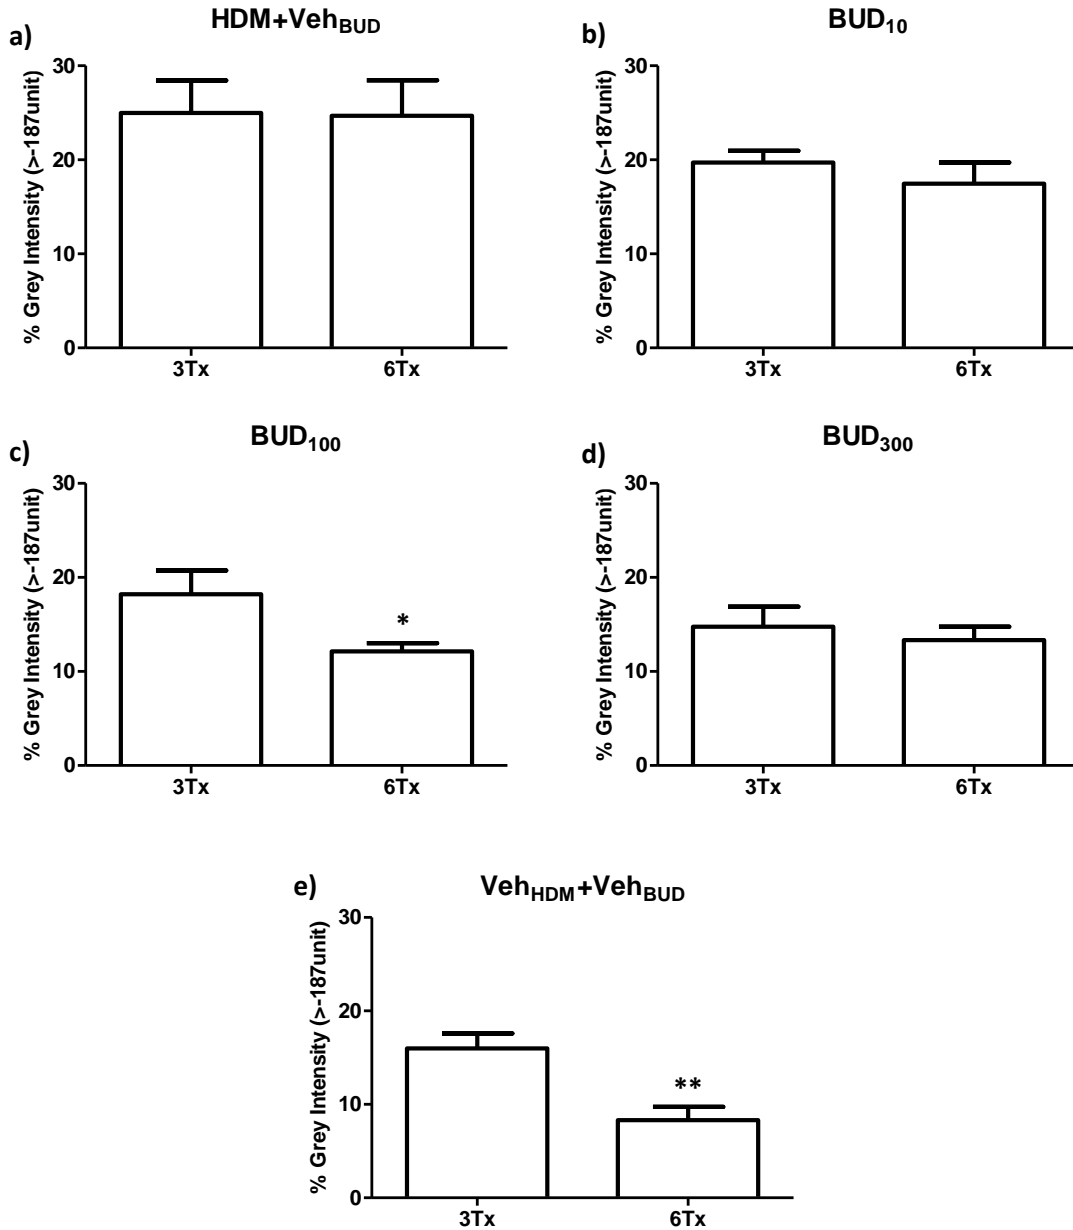 a)
HDM+VehBUD
% Grey Intensity (>-187unit)
30
20
10
0
3Tx 6Tx
b)
BUD10
% Grey Intensity (>-187unit)
30
20
10
0
3Tx 6Tx
c)
BUD100
% Grey Intensity (>-187unit)
30
20
10
0
*
3Tx 6Tx
d)
BUD300
% Grey Intensity (>-187unit)
30
20
10
0
3Tx 6Tx
e)
VehHDM+VehBUD
% Grey Intensity (>-187unit)
30
20
10
0
**
3Tx 6Tx